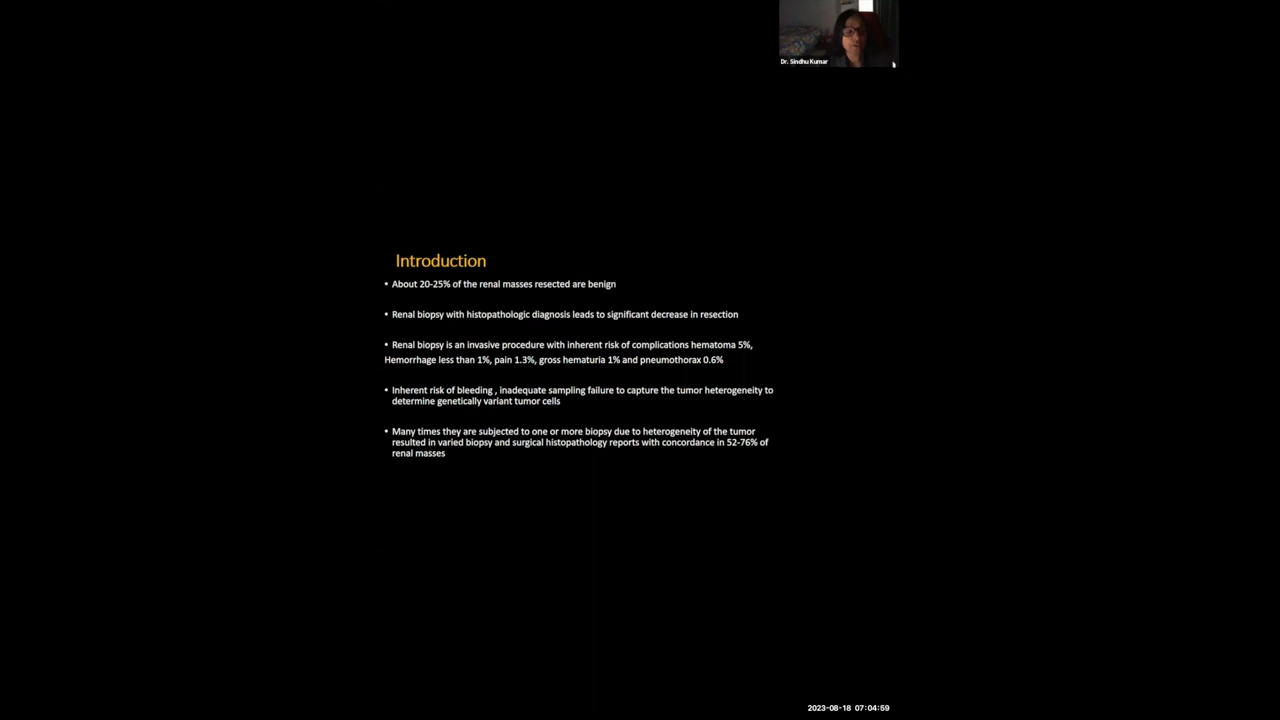 Dr. Sindhu Kumar
Introduction
• About 20-25% of the renal masses resected are benign
• Renal biopsy with histopathologic diagnosis leads to significant decrease in resection
• Renal biopsy is an invasive procedure with inherent risk of complications hematoma 5%,
Hemorrhage less than 1%, pain 1.3%, gross hematuria 1% and pneumothorax 0.6%
• Inherent risk of bleeding , inadequate sampling failure to capture the tumor heterogeneity to
determine genetically variant tumor cells
• Many times they are subjected to one or more biopsy due to heterogeneity of the tumor
resulted in varied biopsy and surgical histopathology reports with concordance in 52-76% of
renal masses
2023-08-18 07:04:59